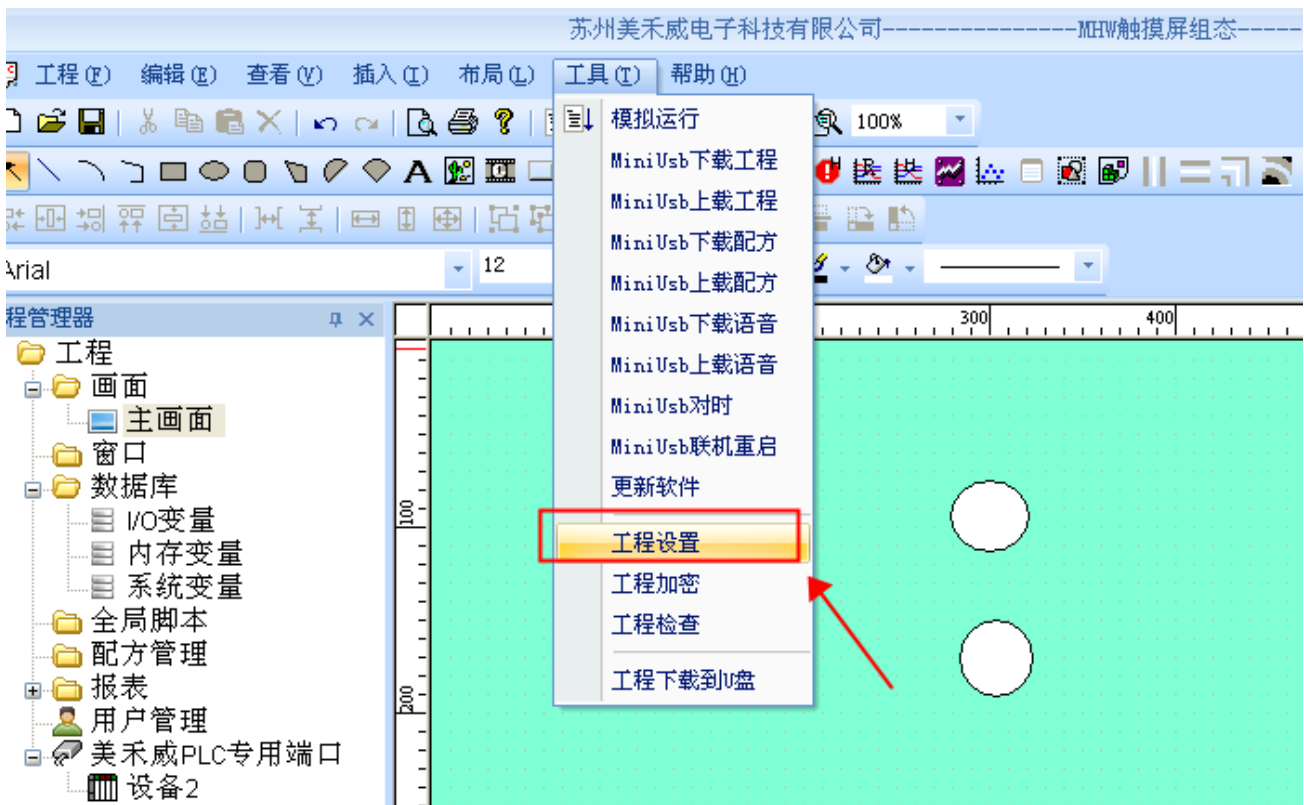 苏州美禾威电子科技有限公司---------------MHW触摸屏组态-----
工程(F) 编辑(E) 查看(V) 插入(I) 布局(L) 工具(T) 帮助(H)
100%
Arial 12
模拟运行
MiniUsb下载工程
MiniUsb上载工程
MiniUsb下载配方
MiniUsb上载配方
MiniUsb下载语音
MiniUsb上载语音
MiniUsb对时
MiniUsb联机重启
更新软件
工程设置
工程加密
工程检查
工程下载到U盘
程管理器
工程
画面
主画面
窗口
数据库
I/O变量
内存变量
系统变量
全局脚本
配方管理
报表
用户管理
美禾威PLC专用端口
设备2
300 400
100
200